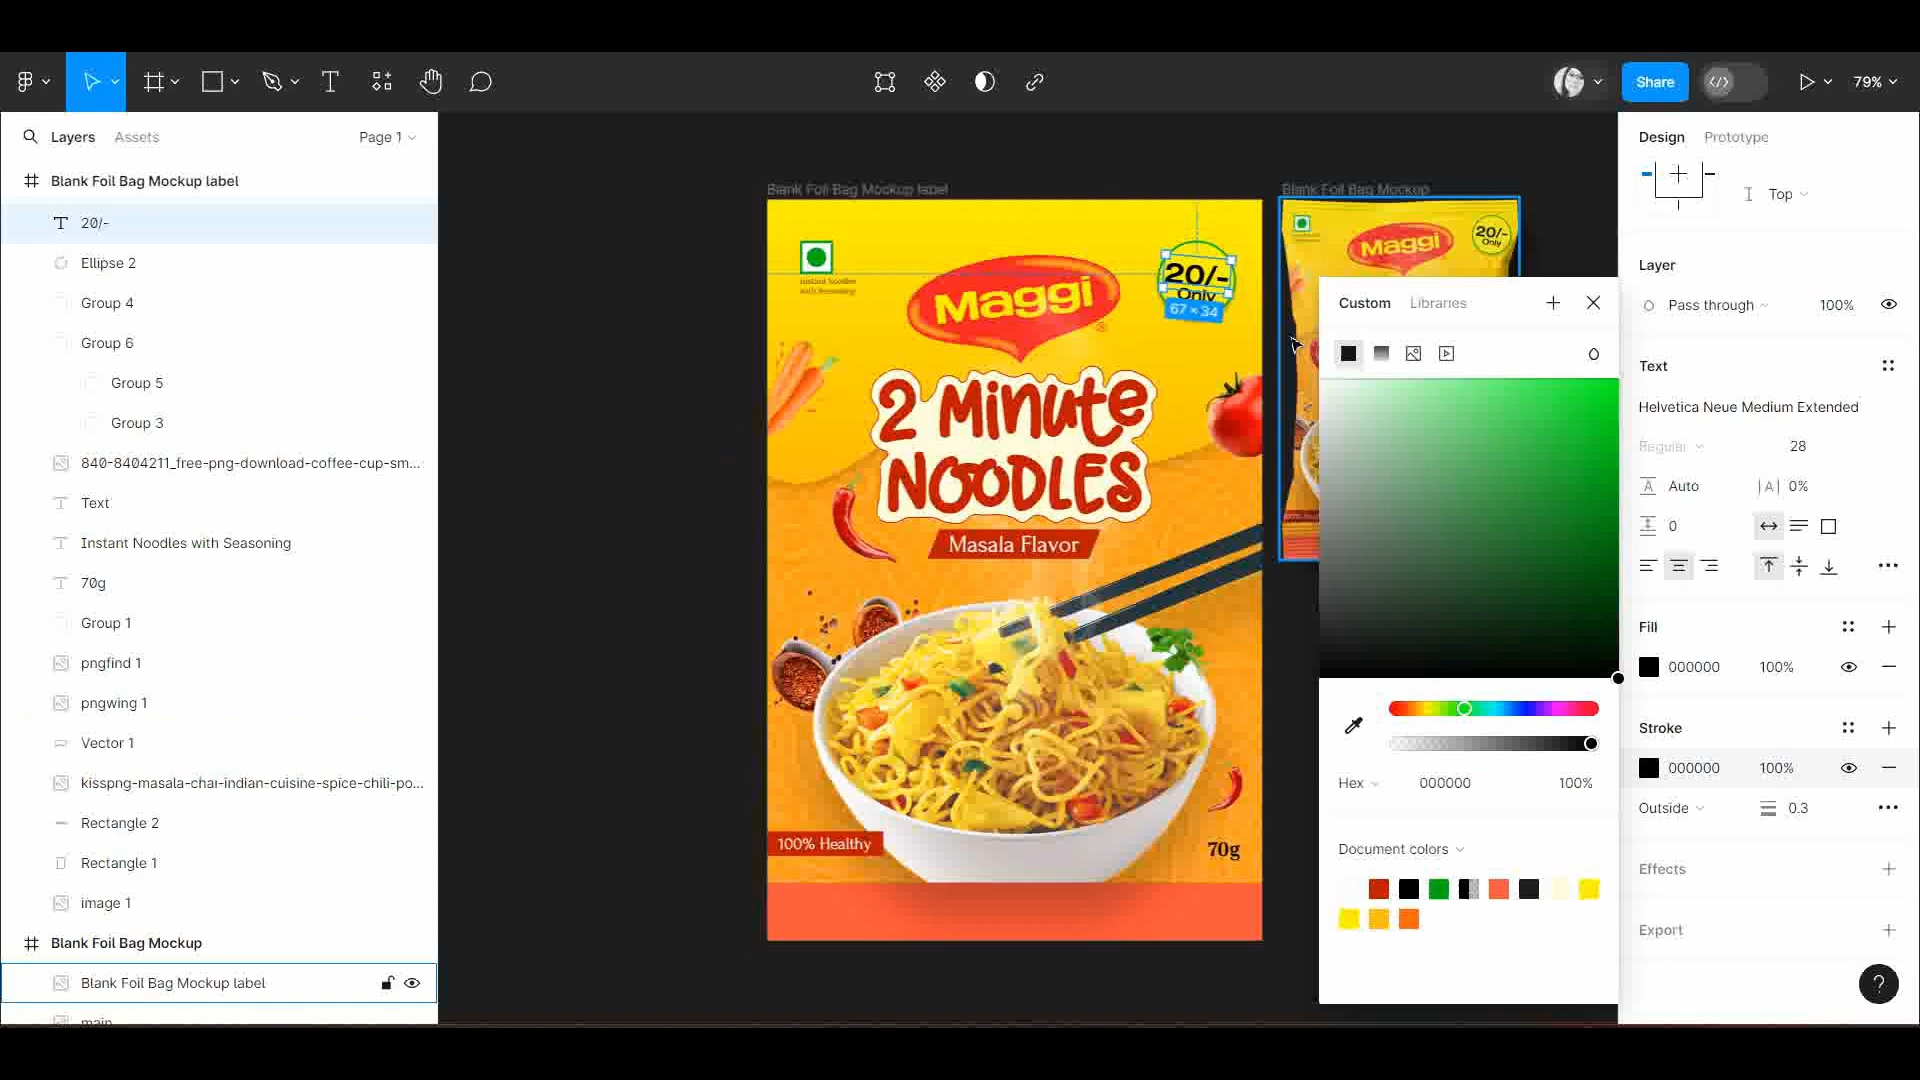 Share
79%
Layers
Assets
Page 1
Blank Foil Bag Mockup label
20/-
Ellipse 2
Group 4
Group 6
Group 5
Group 3
840-8404211_free-png-download-coffee-cup-sm...
Text
Instant Noodles with Seasoning
70g
Group 1
pngfind 1
pngwing 1
Vector 1
kisspng-masala-chai-indian-cuisine-spice-chili-po...
Rectangle 2
Rectangle 1
image 1
Blank Foil Bag Mockup
Blank Foil Bag Mockup label
main
Blank Foil Bag Mockup label
Instant Noodles
with Seasoning
Maggi
®
20/-
Only
67 × 34
2 Minute
NOODLES
Masala Flavor
100% Healthy
70g
Blank Foil Bag Mockup
Maggi
20/-
Only
Custom
Libraries
Hex
000000
100%
Document colors
Design
Prototype
Top
Layer
Pass through
100%
Text
Helvetica Neue Medium Extended
Regular
28
Auto
0%
0
Fill
000000
100%
Stroke
000000
100%
Outside
0.3
Effects
Export
?